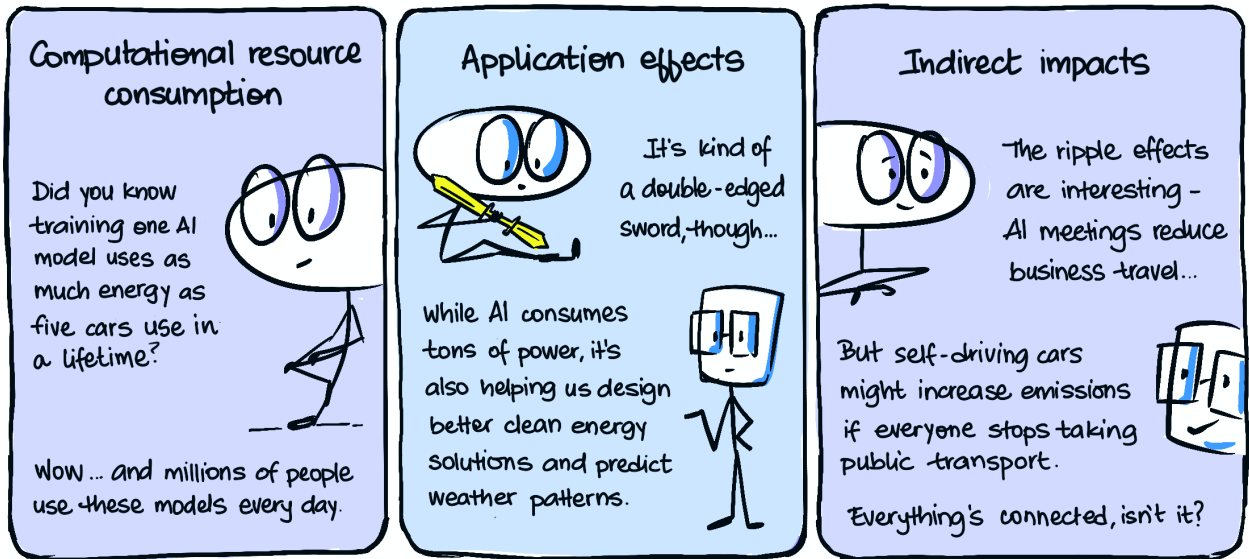 Computational resource
consumption
Did you know
training one AI
model uses as
much energy as
five cars use in
a lifetime?
Wow... and millions of people
use these models every day.
Application effects
It's kind of
a double-edged
sword, though...
While AI consumes
tons of power, it's
also helping us design
better clean energy
solutions and predict
weather patterns.
Indirect impacts
The ripple effects
are interesting -
AI meetings reduce
business travel...
But self-driving cars
might increase emissions
if everyone stops taking
public transport.
Everything's connected, isn't it?